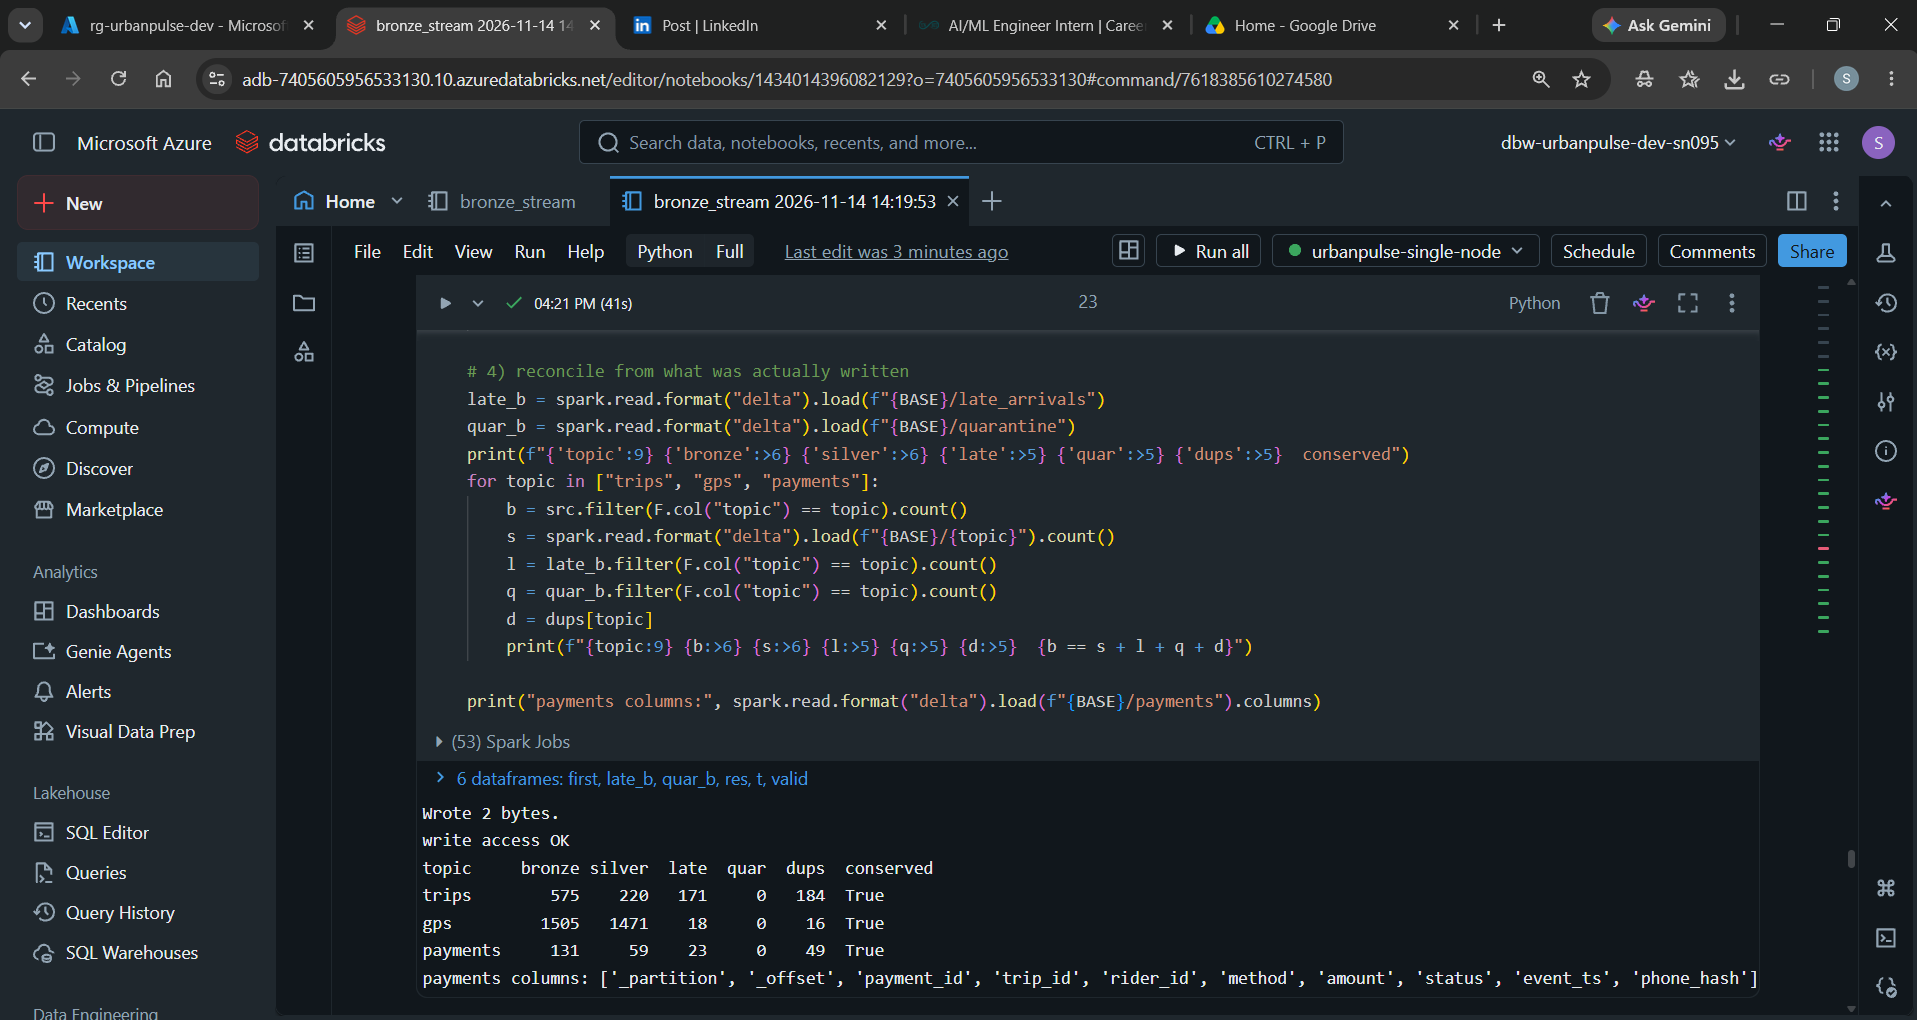 rg-urbanpulse-dev - Microsof
bronze_stream 2026-11-14 14
Post | LinkedIn
AI/ML Engineer Intern | Caree
Home - Google Drive
Ask Gemini
adb-7405605956533130.10.azuredatabricks.net/editor/notebooks/1434014396082129?o=7405605956533130#command/7618385610274580
S
Microsoft Azure
databricks
Search data, notebooks, recents, and more...
CTRL + P
dbw-urbanpulse-dev-sn095
S
New
Workspace
Recents
Catalog
Jobs & Pipelines
Compute
Discover
Marketplace
Analytics
Dashboards
Genie Agents
Alerts
Visual Data Prep
Lakehouse
SQL Editor
Queries
Query History
SQL Warehouses
Data Engineering
Home
bronze_stream
bronze_stream 2026-11-14 14:19:53
File Edit View Run Help Python Full Last edit was 3 minutes ago
Run all
urbanpulse-single-node
Schedule
Comments
Share
04:21 PM (41s)
23
Python
# 4) reconcile from what was actually written
late_b = spark.read.format("delta").load(f"{BASE}/late_arrivals")
quar_b = spark.read.format("delta").load(f"{BASE}/quarantine")
print(f"{'topic':9} {'bronze':>6} {'silver':>6} {'late':>5} {'quar':>5} {'dups':>5}  conserved")
for topic in ["trips", "gps", "payments"]:
    b = src.filter(F.col("topic") == topic).count()
    s = spark.read.format("delta").load(f"{BASE}/{topic}").count()
    l = late_b.filter(F.col("topic") == topic).count()
    q = quar_b.filter(F.col("topic") == topic).count()
    d = dups[topic]
    print(f"{topic:9} {b:>6} {s:>6} {l:>5} {q:>5} {d:>5}  {b == s + l + q + d}")
print("payments columns:", spark.read.format("delta").load(f"{BASE}/payments").columns)
(53) Spark Jobs
6 dataframes: first, late_b, quar_b, res, t, valid
Wrote 2 bytes.
write access OK
topic     bronze silver  late  quar  dups  conserved
trips        575    220   171     0   184  True
gps         1505   1471    18     0    16  True
payments     131     59    23     0    49  True
payments columns: ['_partition', '_offset', 'payment_id', 'trip_id', 'rider_id', 'method', 'amount', 'status', 'event_ts', 'phone_hash']